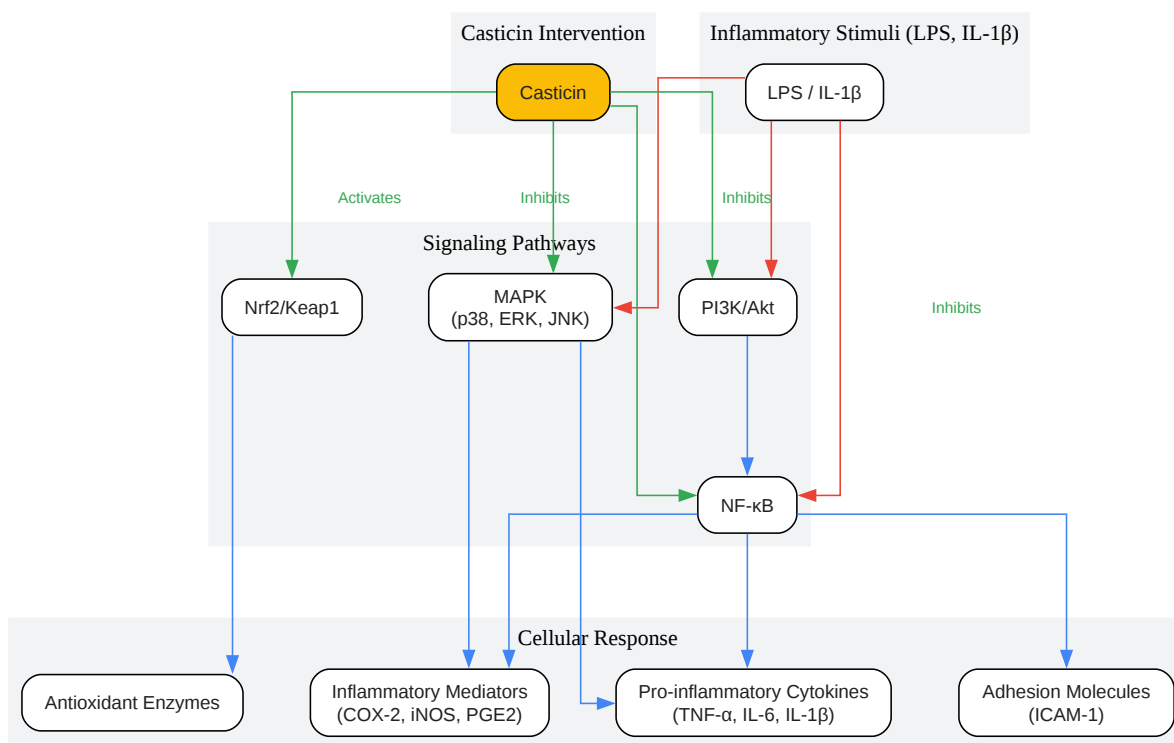 Casticin Intervention
Inflammatory Stimuli (LPS, IL-1β)
Casticin
LPS / IL-1β
Activates
Inhibits
Inhibits
Signaling Pathways
Nrf2/Keap1
MAPK
(p38, ERK, JNK)
PI3K/Akt
Inhibits
NF-κB
Cellular Response
Antioxidant Enzymes
Inflammatory Mediators
(COX-2, iNOS, PGE2)
Pro-inflammatory Cytokines
(TNF-α, IL-6, IL-1β)
Adhesion Molecules
(ICAM-1)